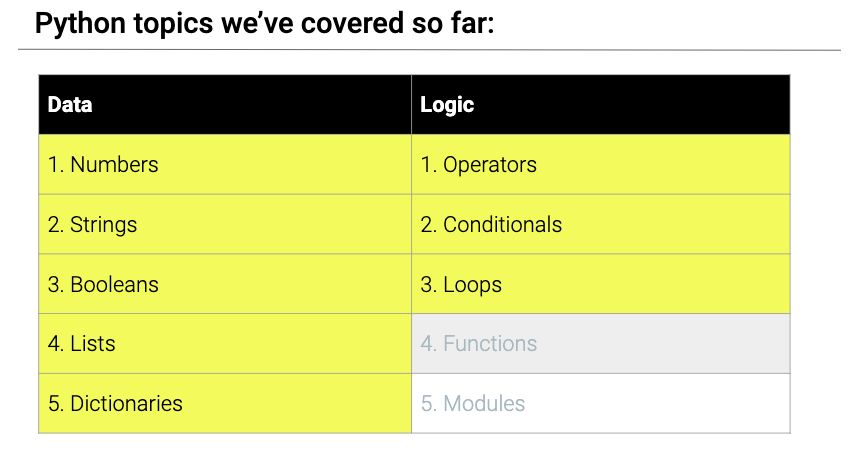 Python topics we’ve covered so far:
Data Logic
1. Numbers 1. Operators
2. Strings 2. Conditionals
3. Booleans 3. Loops
4. Lists 4. Functions
5. Dictionaries 5. Modules